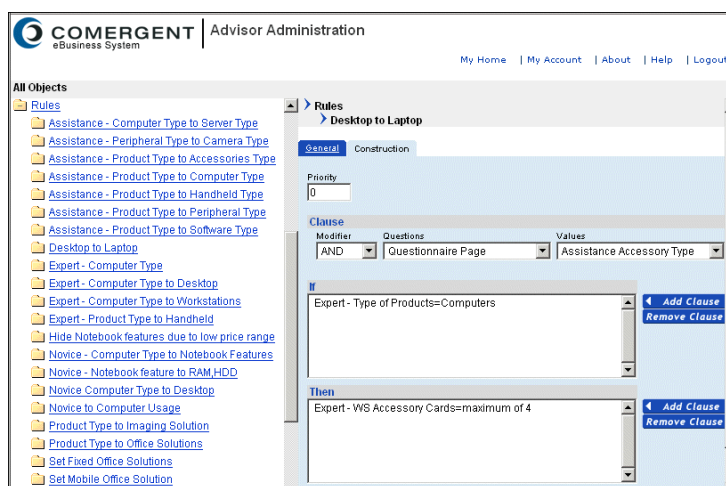 COMERGENT Advisor Administration
eBusiness System
My Home | My Account | About | Help | Logout
All Objects
Rules
Assistance - Computer Type to Server Type
Assistance - Peripheral Type to Camera Type
Assistance - Product Type to Accessories Type
Assistance - Product Type to Computer Type
Assistance - Product Type to Handheld Type
Assistance - Product Type to Peripheral Type
Assistance - Product Type to Software Type
Desktop to Laptop
Expert - Computer Type
Expert - Computer Type to Desktop
Expert - Computer Type to Workstations
Expert - Product Type to Handheld
Hide Notebook features due to low price range
Novice - Computer Type to Notebook Features
Novice - Notebook feature to RAM,HDD
Novice Computer Type to Desktop
Novice to Computer Usage
Product Type to Imaging Solution
Product Type to Office Solutions
Set Fixed Office Solutions
Set Mobile Office Solution
Rules
Desktop to Laptop
General Construction
Priority
0
Clause
Modifier Questions Values
AND Questionnaire Page Assistance Accessory Type
If
Expert - Type of Products=Computers
Add Clause
Remove Clause
Then
Expert - WS Accessory Cards=maximum of 4
Add Clause
Remove Clause